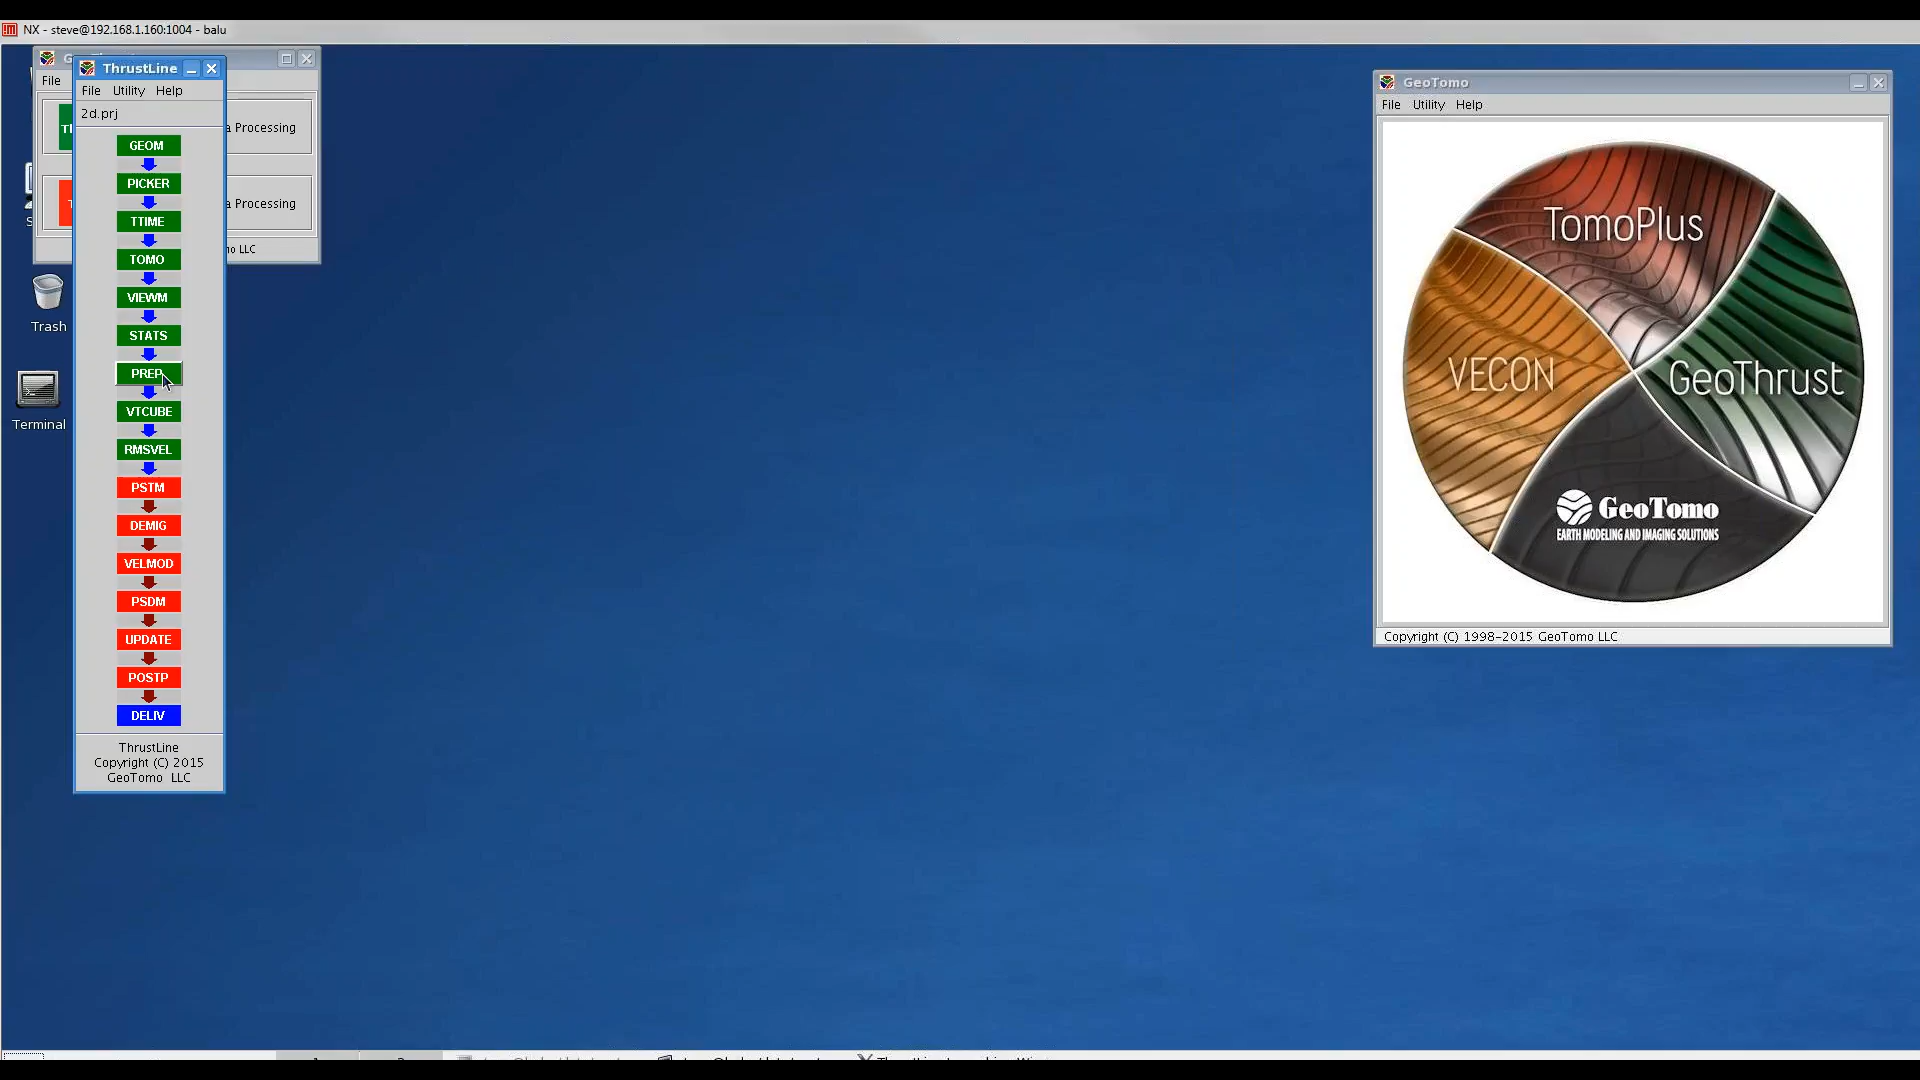 NX - steve@192.168.1.160:1004 - balu
File
a Processing
a Processing
o LLC
Trash
Terminal
ThrustLine
File Utility Help
2d.prj
GEOM
PICKER
TTIME
TOMO
VIEWM
STATS
PREP
VTCUBE
RMSVEL
PSTM
DEMIG
VELMOD
PSDM
UPDATE
POSTP
DELIV
ThrustLine
Copyright (C) 2015
GeoTomo LLC
GeoTomo
File Utility Help
TomoPlus
VECON
GeoThrust
GeoTomo
EARTH MODELING AND IMAGING SOLUTIONS
Copyright (C) 1998-2015 GeoTomo LLC